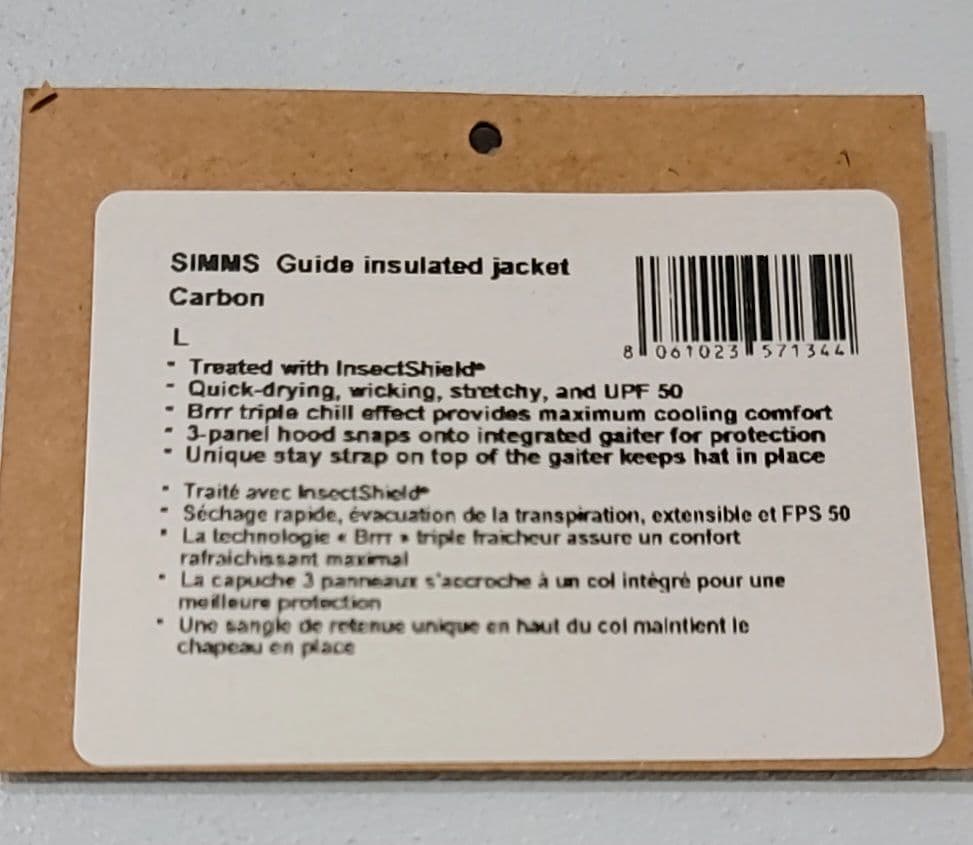 SIMMS Guide insulated jacket
Carbon
L
8 061023 571344
- Treated with InsectShield®
- Quick-drying, wicking, stretchy, and UPF 50
- Brrr triple chill effect provides maximum cooling comfort
- 3-panel hood snaps onto integrated gaiter for protection
- Unique stay strap on top of the gaiter keeps hat in place
- Traité avec InsectShield®
- Séchage rapide, évacuation de la transpiration, extensible et FPS 50
- La technologie « Brrr » triple fraicheur assure un confort
rafraichissant maximal
- La capuche 3 panneaux s'accroche à un col intégré pour une
meilleure protection
- Une sangle de retenue unique en haut du col maintient le
chapeau en place